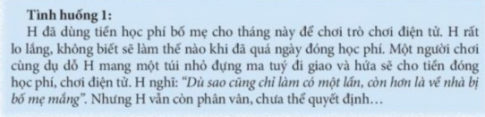 Tình huống 1:
H đã dùng tiền học phí bố mẹ cho tháng này để chơi trò chơi điện tử. H rất
lo lắng, không biết sẽ làm thế nào khi đã quá ngày đóng học phí. Một người chơi
cùng dụ dỗ H mang một túi nhỏ đựng ma tuý đi giao và hứa sẽ cho tiền đóng
học phí, chơi điện tử. H nghĩ: "Dù sao cũng chỉ làm có một lần, còn hơn là về nhà bị
bố mẹ mắng". Nhưng H vẫn còn phân vân, chưa thể quyết định...